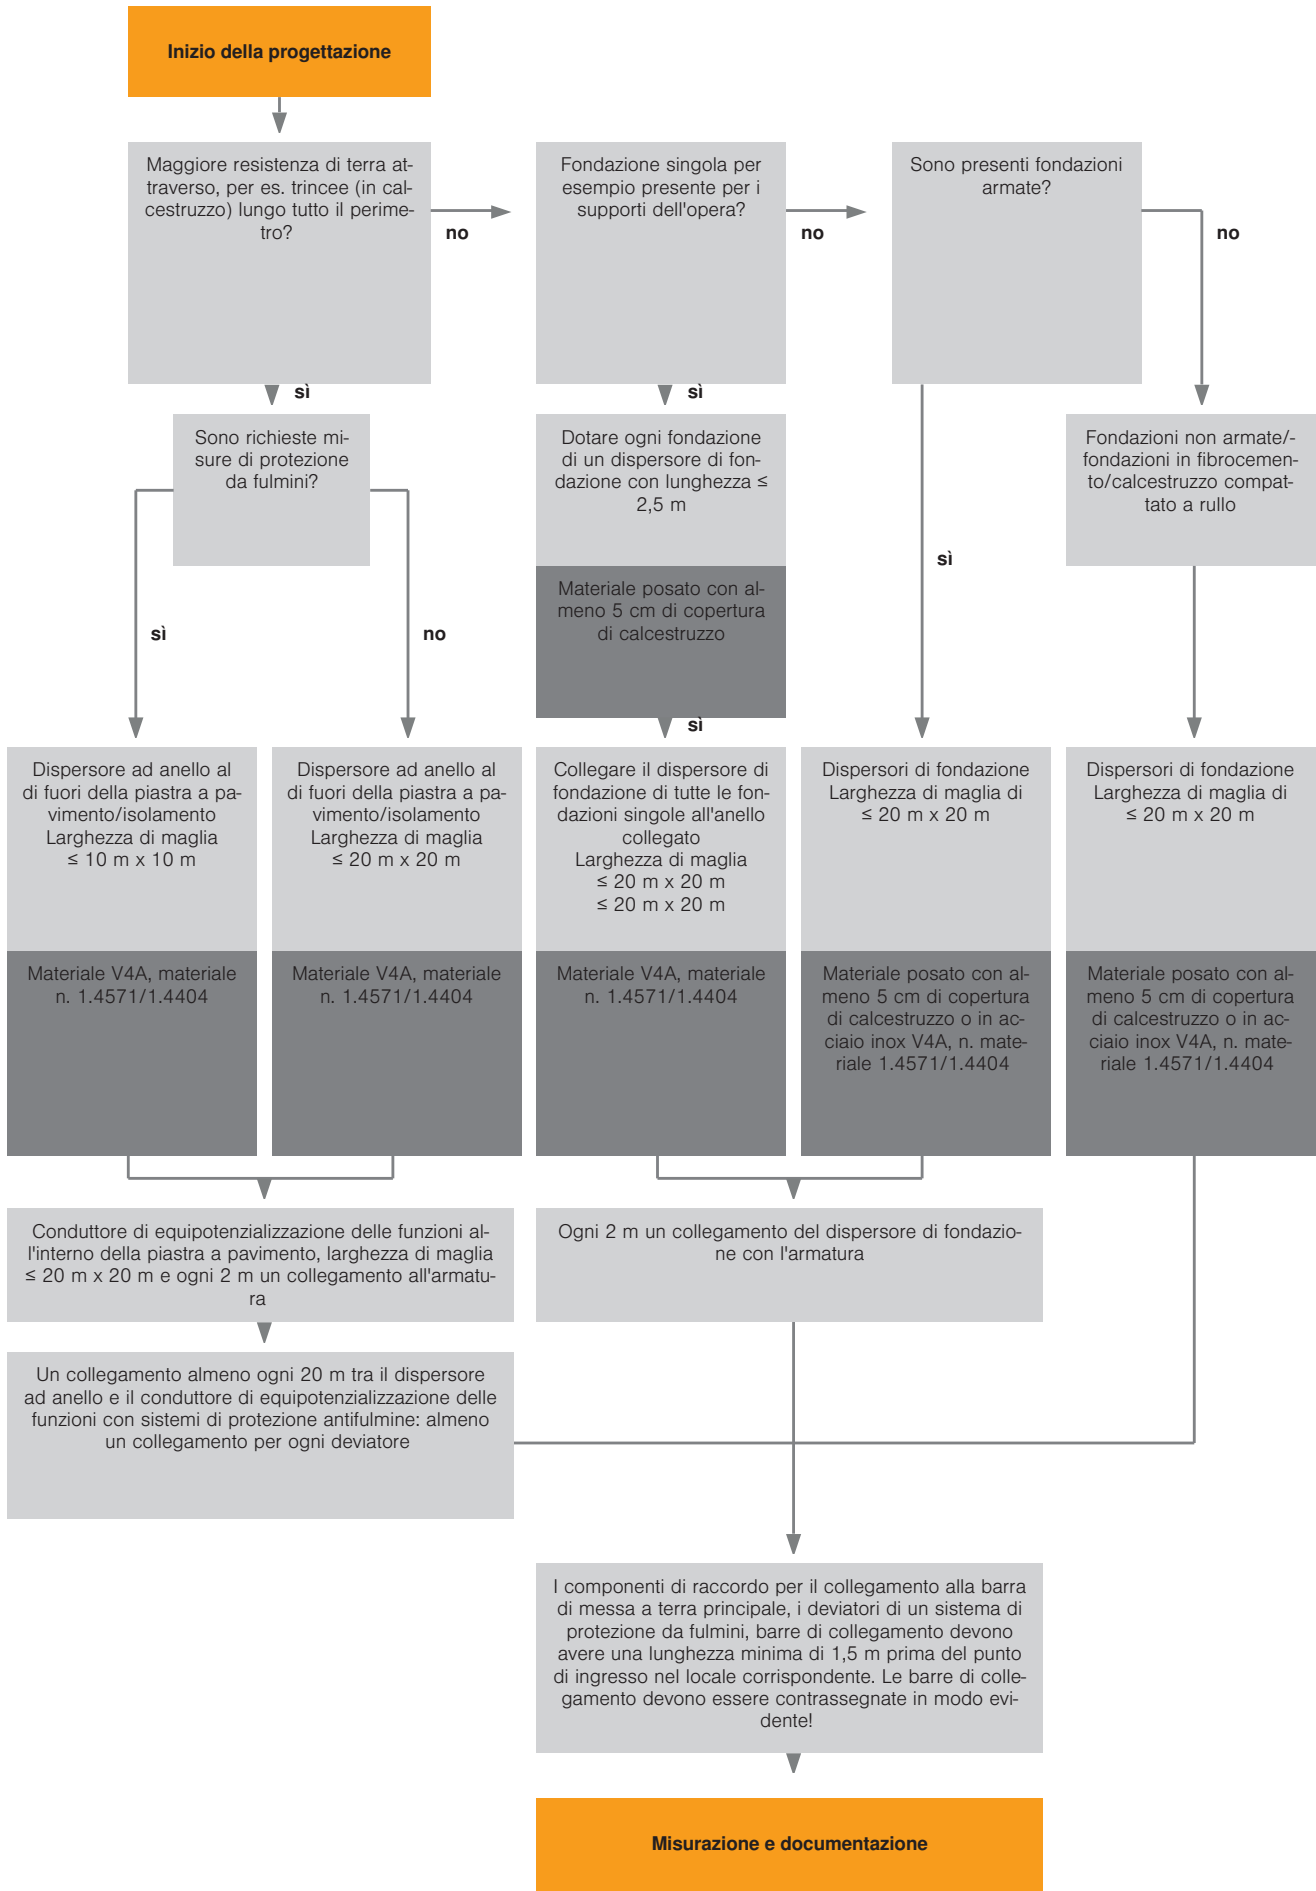 Inizio della progettazione
Maggiore resistenza di terra at-
traverso, per es. trincee (in cal-
cestruzzo) lungo tutto il perime-
tro?
no
Fondazione singola per
esempio presente per i
supporti dell'opera?
no
Sono presenti fondazioni
armate?
no
sì
sì
Sono richieste mi-
sure di protezione
da fulmini?
Dotare ogni fondazione
di un dispersore di fon-
dazione con lunghezza ≤
2,5 m
Fondazioni non armate/-
fondazioni in fibrocemen-
to/calcestruzzo compat-
tato a rullo
sì
Materiale posato con al-
meno 5 cm di copertura
di calcestruzzo
sì
no
sì
Dispersore ad anello al
di fuori della piastra a pa-
vimento/isolamento
Larghezza di maglia
≤ 10 m x 10 m
Dispersore ad anello al
di fuori della piastra a pa-
vimento/isolamento
Larghezza di maglia
≤ 20 m x 20 m
Collegare il dispersore di
fondazione di tutte le fon-
dazioni singole all'anello
collegato
Larghezza di maglia
≤ 20 m x 20 m
≤ 20 m x 20 m
Dispersori di fondazione
Larghezza di maglia di
≤ 20 m x 20 m
Dispersori di fondazione
Larghezza di maglia di
≤ 20 m x 20 m
Materiale V4A, materiale
n. 1.4571/1.4404
Materiale V4A, materiale
n. 1.4571/1.4404
Materiale V4A, materiale
n. 1.4571/1.4404
Materiale posato con al-
meno 5 cm di copertura
di calcestruzzo o in ac-
ciaio inox V4A, n. mate-
riale 1.4571/1.4404
Materiale posato con al-
meno 5 cm di copertura
di calcestruzzo o in ac-
ciaio inox V4A, n. mate-
riale 1.4571/1.4404
Conduttore di equipotenzializzazione delle funzioni al-
l'interno della piastra a pavimento, larghezza di maglia
≤ 20 m x 20 m e ogni 2 m un collegamento all'armatu-
ra
Ogni 2 m un collegamento del dispersore di fondazio-
ne con l'armatura
Un collegamento almeno ogni 20 m tra il dispersore
ad anello e il conduttore di equipotenzializzazione delle
funzioni con sistemi di protezione antifulmine: almeno
un collegamento per ogni deviatore
I componenti di raccordo per il collegamento alla barra
di messa a terra principale, i deviatori di un sistema di
protezione da fulmini, barre di collegamento devono
avere una lunghezza minima di 1,5 m prima del punto
di ingresso nel locale corrispondente. Le barre di colle-
gamento devono essere contrassegnate in modo evi-
dente!
Misurazione e documentazione